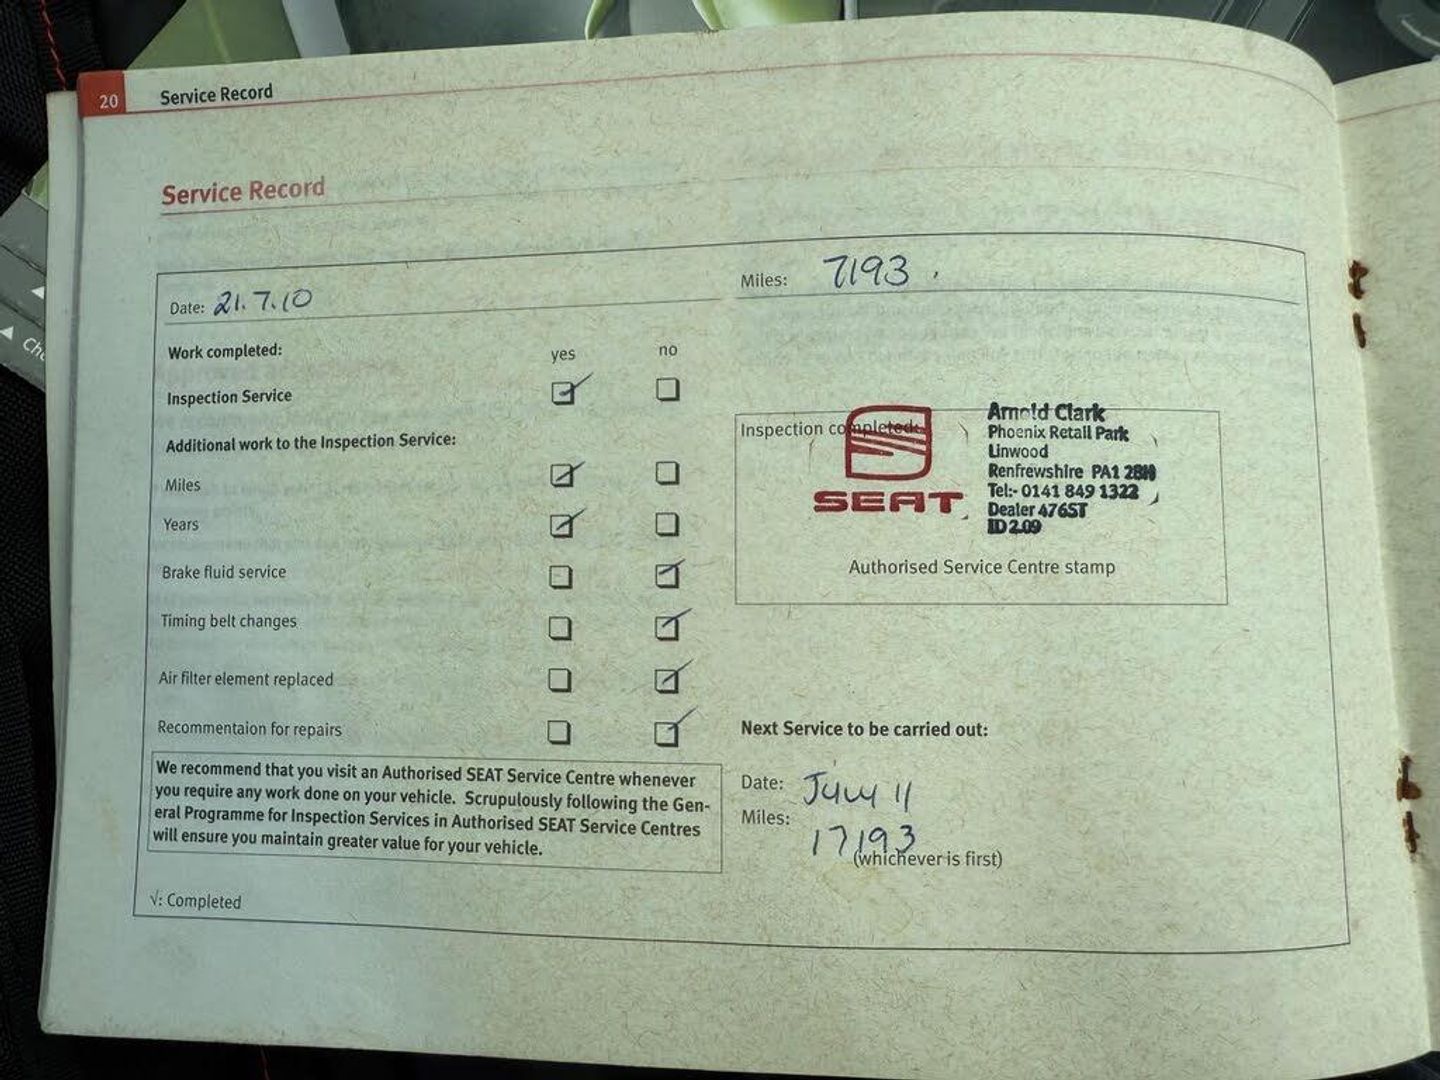 20 Service Record
Service Record
Date: 21.7.10
Miles: 7193
Work completed: yes no
Inspection Service
Additional work to the Inspection Service:
Miles
Years
Brake fluid service
Timing belt changes
Air filter element replaced
Recommentaion for repairs
We recommend that you visit an Authorised SEAT Service Centre whenever
you require any work done on your vehicle. Scrupulously following the Gen-
eral Programme for Inspection Services in Authorised SEAT Service Centres
will ensure you maintain greater value for your vehicle.
√: Completed
Inspection completed:
SEAT
Arnold Clark
Phoenix Retail Park
Linwood
Renfrewshire PA1 2BH
Tel:- 0141 849 1322
Dealer 476ST
ID 2.09
Authorised Service Centre stamp
Next Service to be carried out:
Date: July 11
Miles: 17193
(whichever is first)